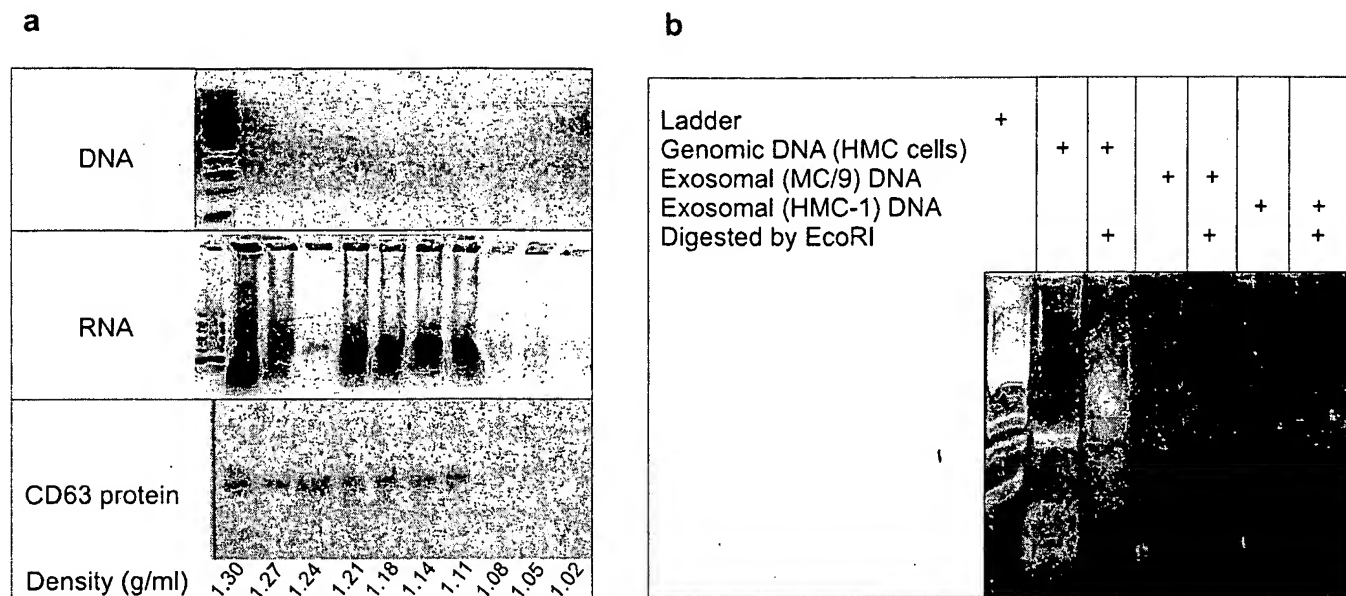 a
DNA
RNA
CD63 protein
Density (g/ml) 1.30 1.27 1.24 1.21 1.18 1.14 1.11 1.08 1.05 1.02
b
Ladder +
Genomic DNA (HMC cells) + +
Exosomal (MC/9) DNA + +
Exosomal (HMC-1) DNA + +
Digested by EcoRI + + +